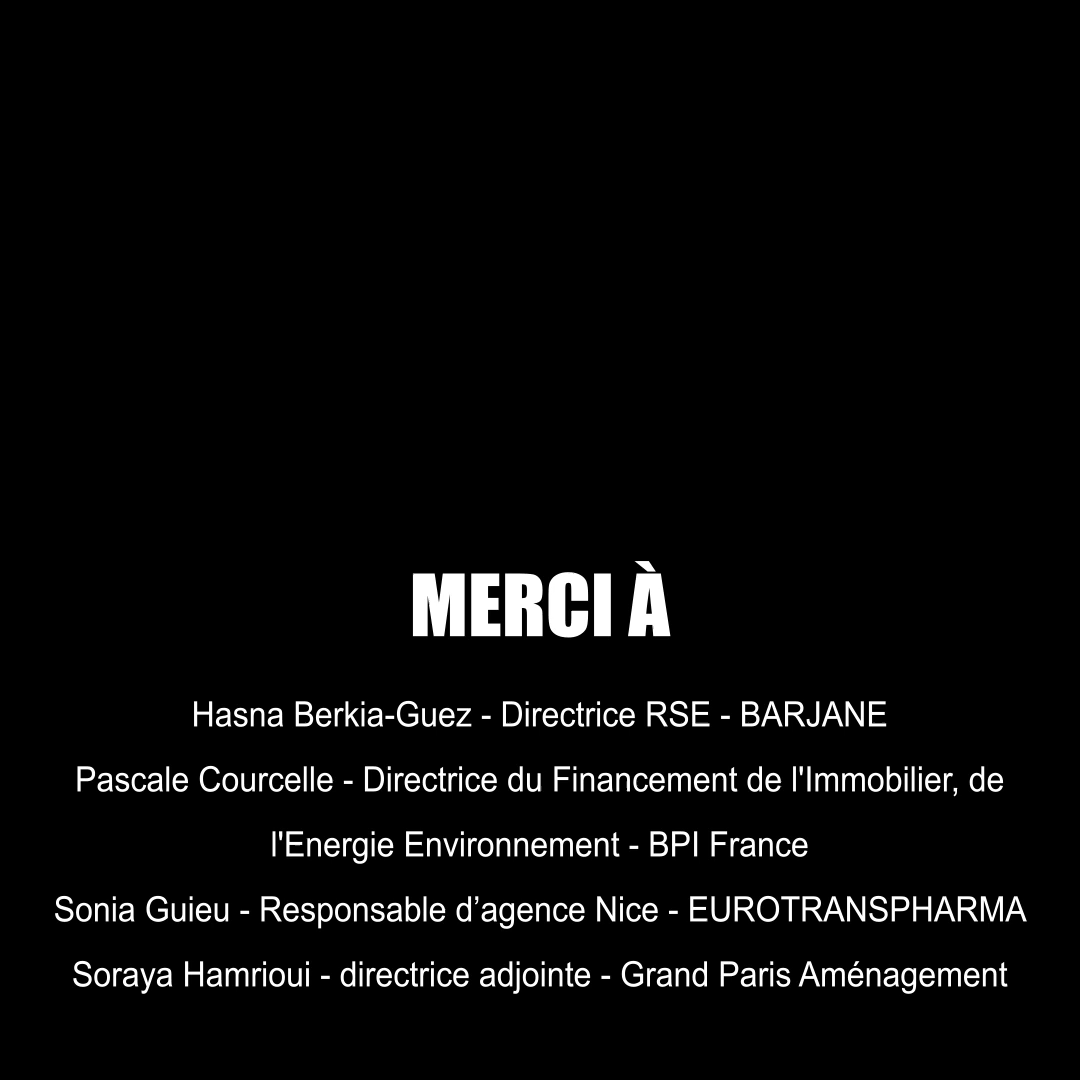 MERCI À
Hasna Berkia-Guez - Directrice RSE - BARJANE
Pascale Courcelle - Directrice du Financement de l'Immobilier, de
l'Energie Environnement - BPI France
Sonia Guieu - Responsable d’agence Nice - EUROTRANSPHARMA
Soraya Hamrioui - directrice adjointe - Grand Paris Aménagement